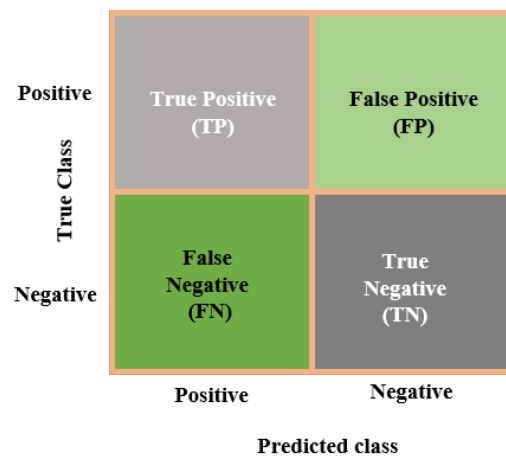 Positive
True Positive
(TP)
False Positive
(FP)
True Class
Negative
False
Negative
(FN)
True
Negative
(TN)
Positive
Negative
Predicted class